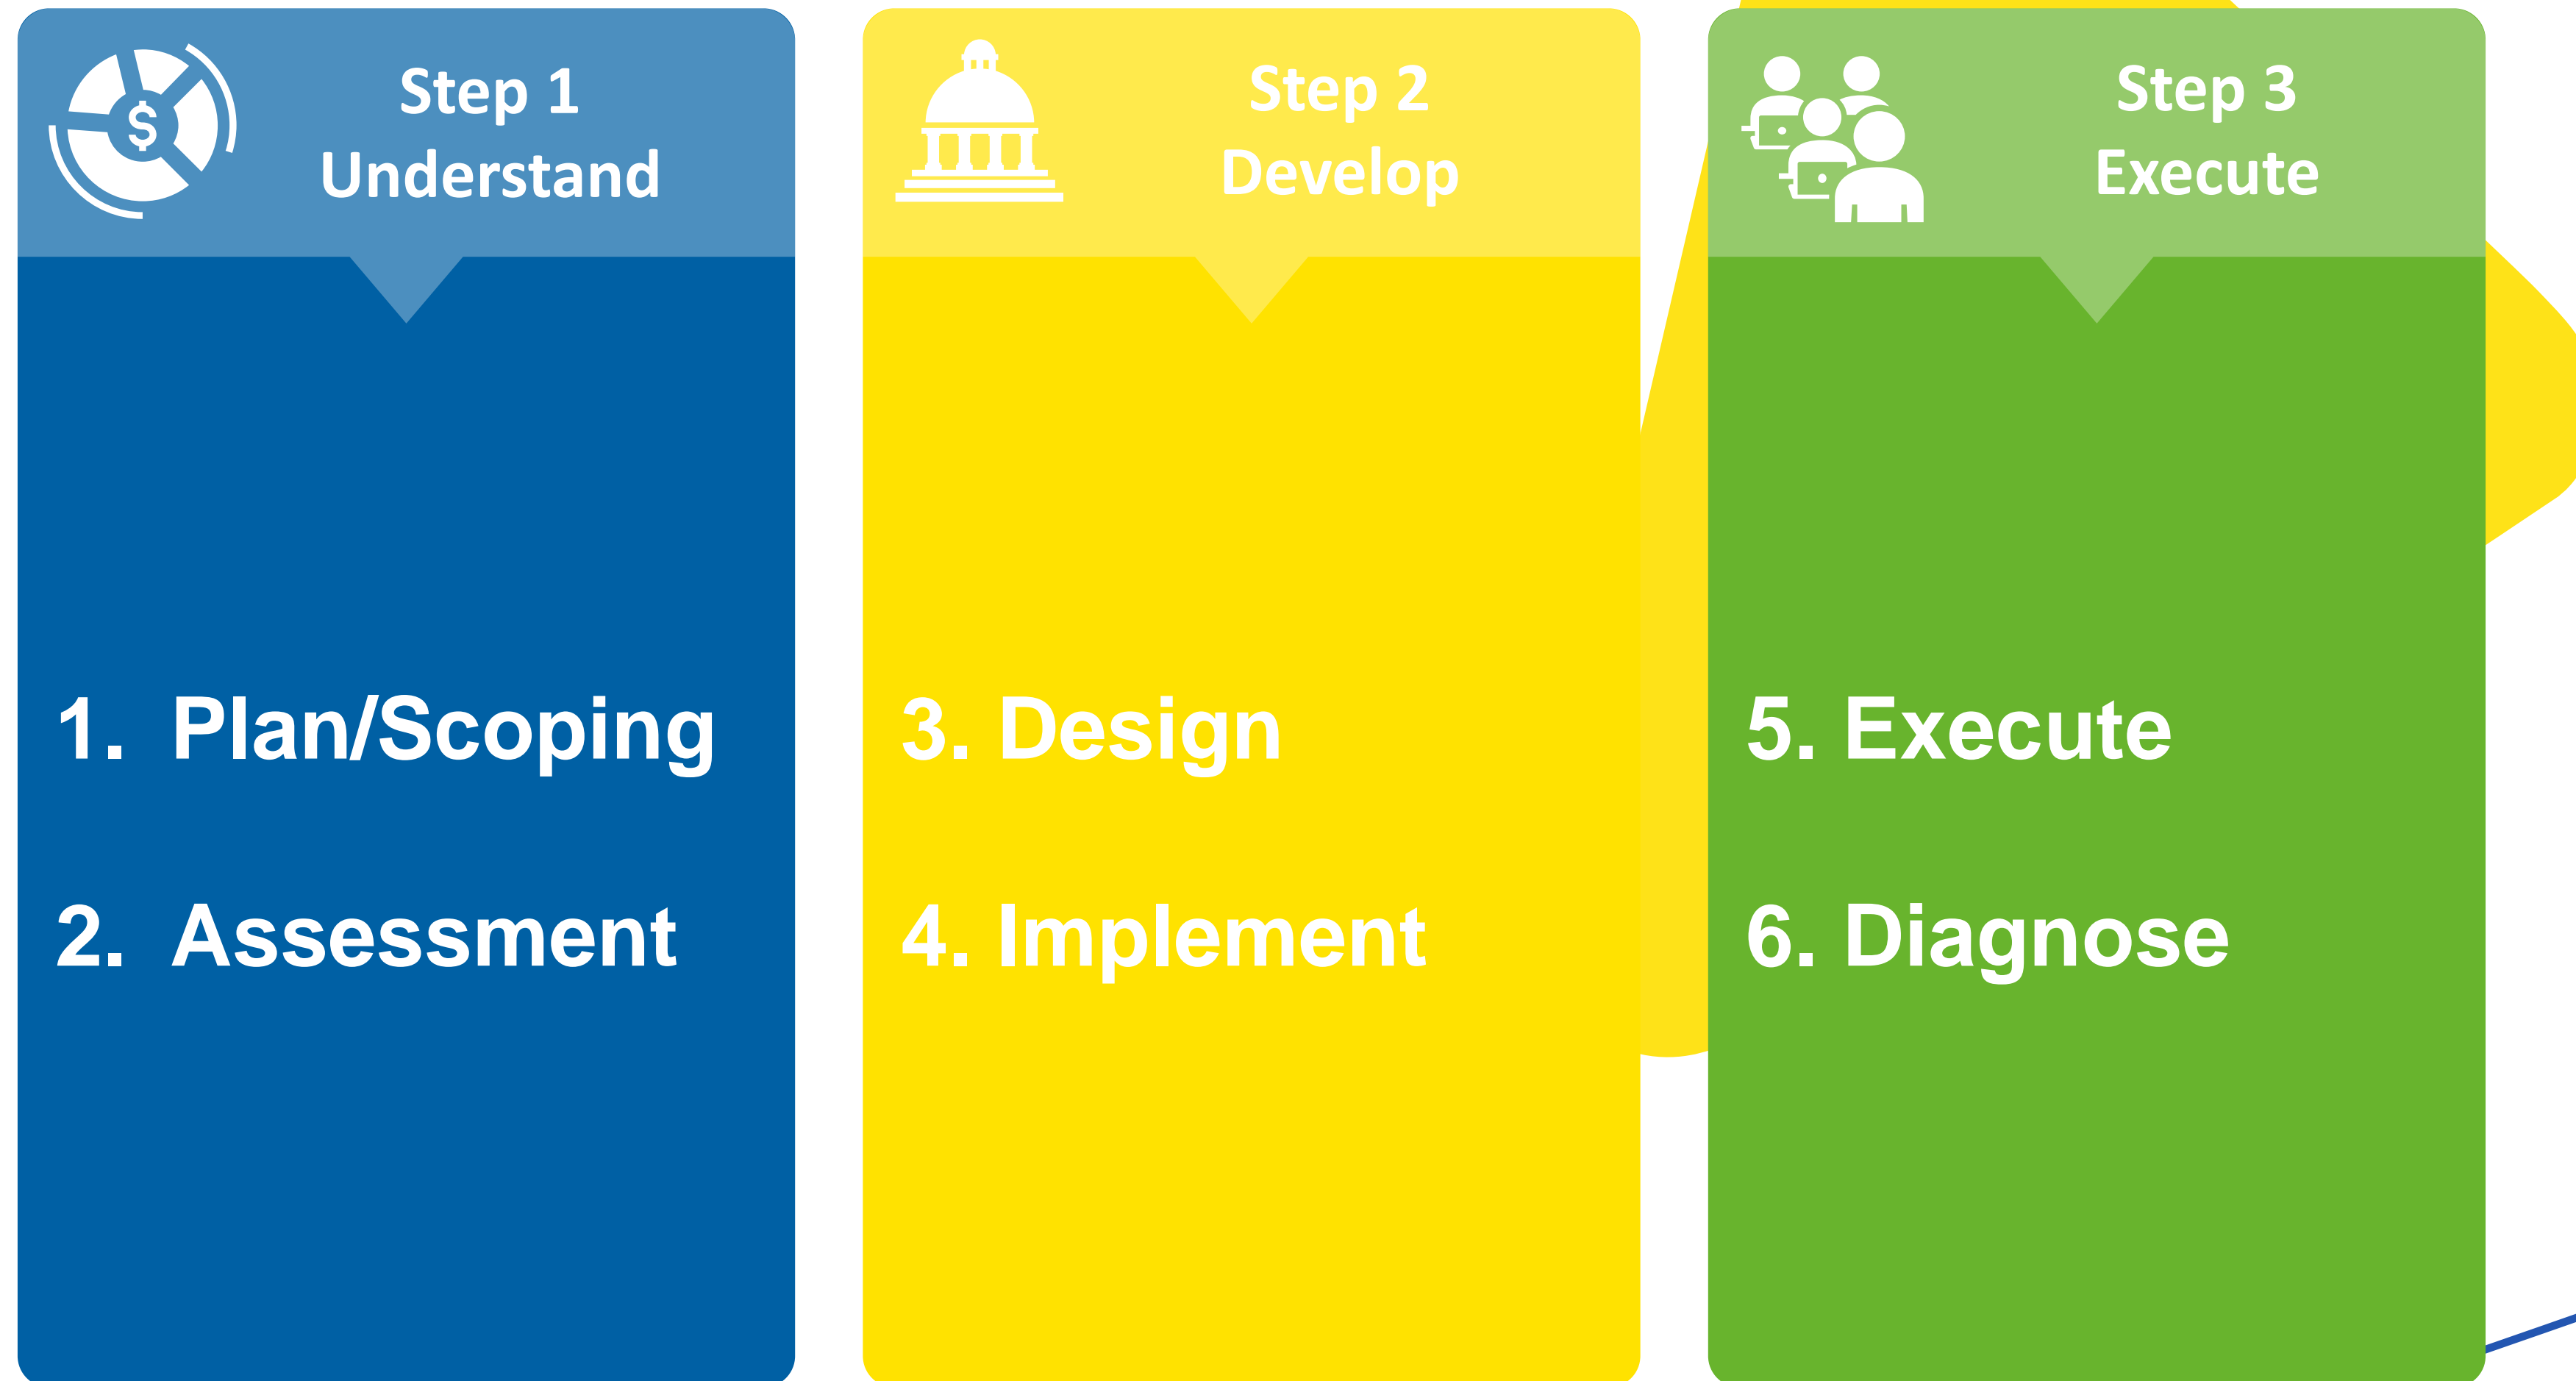 Step 1
Understand
1. Plan/Scoping
2. Assessment
Step 2
Develop
3. Design
4. Implement
Step 3
Execute
5. Execute
6. Diagnose
$